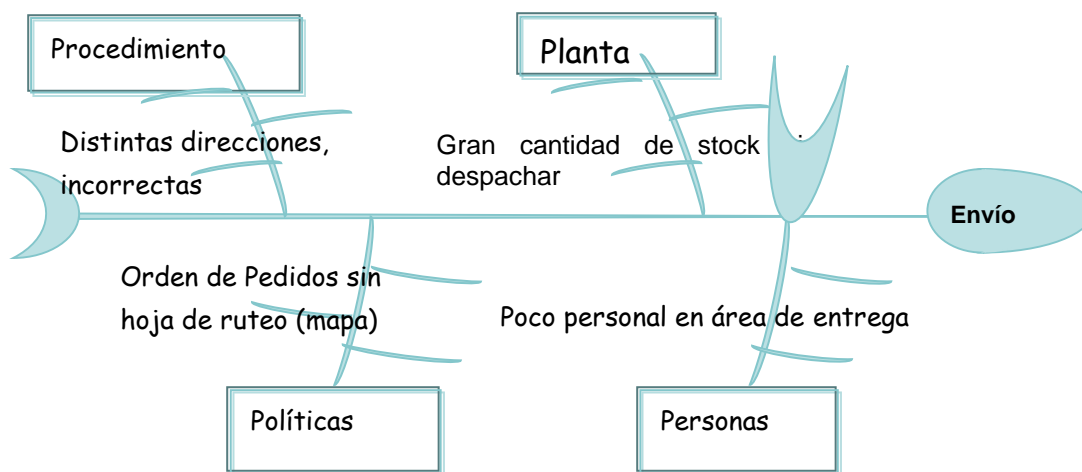 Procedimiento
Planta
Distintas direcciones,
incorrectas
Gran cantidad de stock
despachar
Envío
Orden de Pedidos sin
hoja de ruteo (mapa)
Poco personal en área de entrega
Políticas
Personas